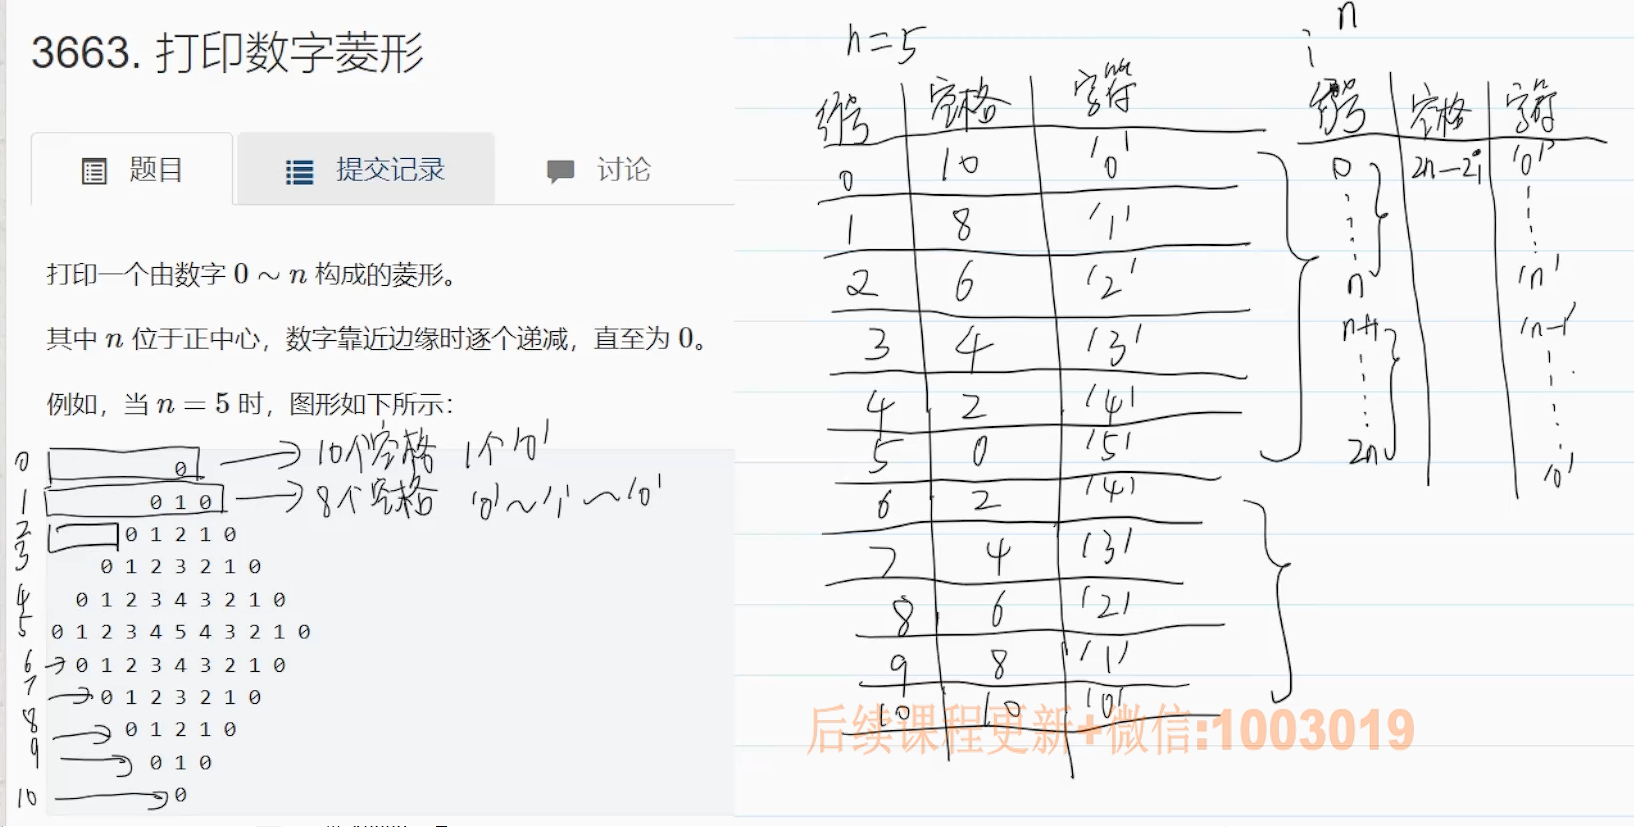 3663. 打印数字菱形
题目
提交记录
讨论
打印一个由数字 0 ~ n 构成的菱形。
其中 n 位于正中心，数字靠近边缘时逐个递减，直至为 0。
例如，当 n = 5 时，图形如下所示：
0 0 → 10个空格 1个'0'
1 0 1 0 → 8个空格 '0'~'1'~'0'
2 0 1 2 1 0
3 0 1 2 3 2 1 0
4 0 1 2 3 4 3 2 1 0
5 0 1 2 3 4 5 4 3 2 1 0
6 → 0 1 2 3 4 3 2 1 0
7 → 0 1 2 3 2 1 0
8 → 0 1 2 1 0
9 → 0 1 0
10 → 0
n=5
编号 空格 字符
0 10 '0'
1 8 '1'
2 6 '2'
3 4 '3'
4 2 '4'
5 0 '5'
6 2 '4'
7 4 '3'
8 6 '2'
9 8 '1'
10 10 '0'
n
i
编号 空格 字符
0 2n-2i '0'
n 'n'
n+1 'n-1'
2n '0'
后续课程更新+微信:1003019